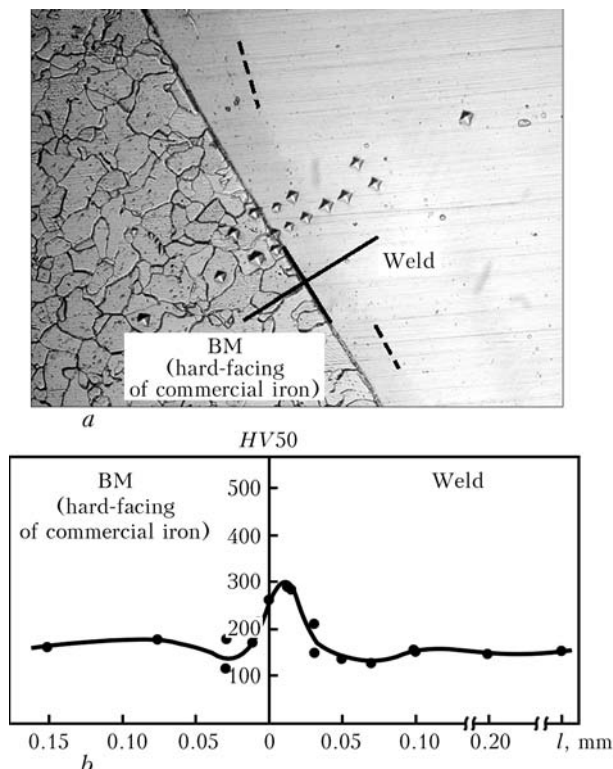 Weld
BM
(hard-facing
of commercial iron)
a
HV50
BM
(hard-facing
of commercial iron)
Weld
500
400
300
200
100
0.15 0.10 0.05 0 0.05 0.10 0.20 l, mm
b